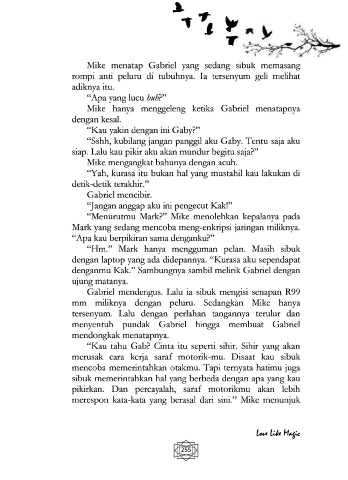 Mike menatap Gabriel yang sedang sibuk memasang
rompi anti peluru di tubuhnya. Ia tersenyum geli melihat
adiknya itu.
“Apa yang lucu huh?”
Mike hanya menggeleng ketika Gabriel menatapnya
dengan kesal.
“Kau yakin dengan ini Gaby?”
“Sshh, kubilang jangan panggil aku Gaby. Tentu saja aku
siap. Lalu kau pikir aku akan mundur begitu saja?”
Mike mengangkat bahunya dengan acuh.
“Yah, kurasa itu bukan hal yang mustahil kau lakukan di
detik-detik terakhir.”
Gabriel mencibir.
“Jangan anggap aku ini pengecut Kak!”
“Menurutmu Mark?” Mike menolehkan kepalanya pada
Mark yang sedang mencoba meng-enkripsi jaringan miliknya.
“Apa kau berpikiran sama denganku?”
“Hm.” Mark hanya menggumam pelan. Masih sibuk
dengan laptop yang ada didepannya. “Kurasa aku sependapat
denganmu Kak.” Sambungnya sambil melirik Gabriel dengan
ujung matanya.
Gabriel mendengus. Lalu ia sibuk mengisi senapan R99
mm miliknya dengan peluru. Sedangkan Mike hanya
tersenyum. Lalu dengan perlahan tangannya terulur dan
menyentuh pundak Gabriel hingga membuat Gabriel
mendongkak menatapnya.
“Kau tahu Gab? Cinta itu seperti sihir. Sihir yang akan
merusak cara kerja saraf motorik-mu. Disaat kau sibuk
mencoba memerintahkan otakmu. Tapi ternyata hatimu juga
sibuk memerintahkan hal yang berbeda dengan apa yang kau
pikirkan. Dan percayalah, saraf motorikmu akan lebih
merespon kata-kata yang berasal dari sini.” Mike menunjuk
Love Like Magic
255